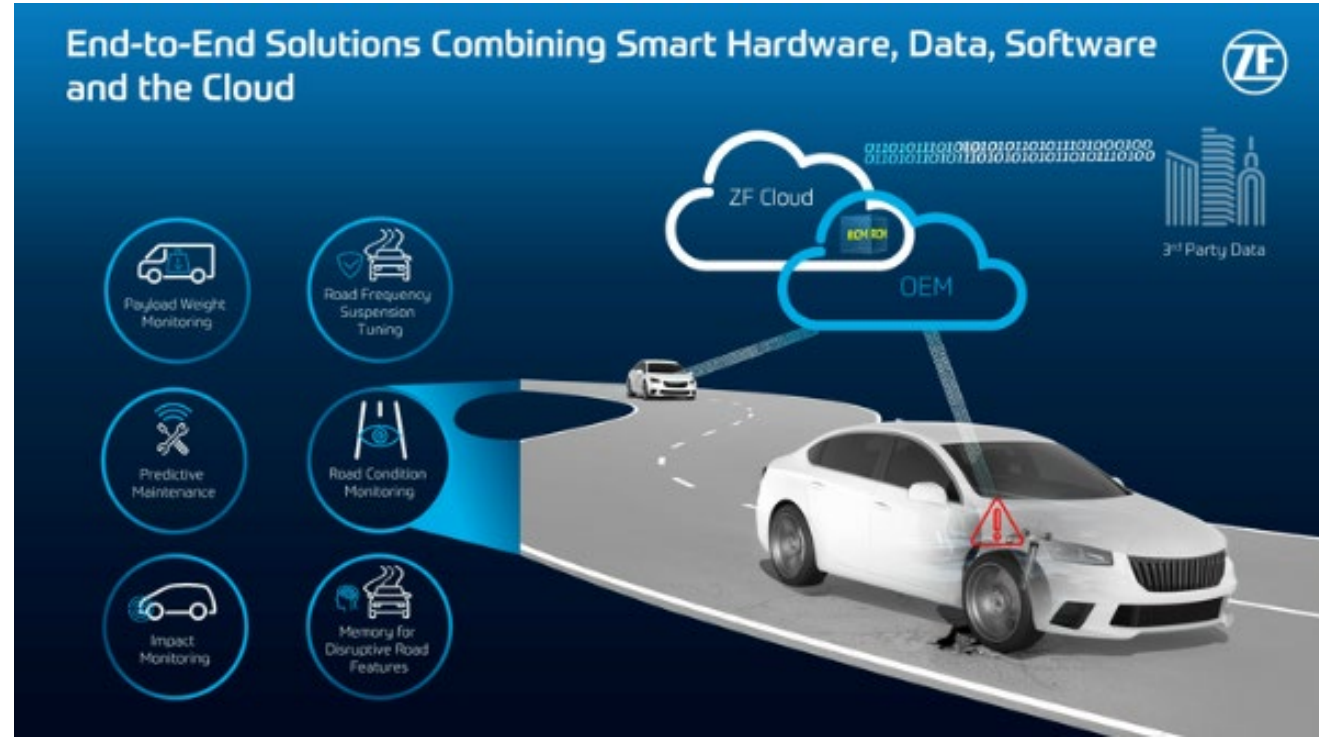 End-to-End Solutions Combining Smart Hardware, Data, Software
and the Cloud
ZF
ZF Cloud
RCM
RCM
OEM
3rd Party Data
Payload Weight
Monitoring
Road Frequency
Suspension
Tuning
Predictive
Maintenance
Road Condition
Monitoring
Impact
Monitoring
Memory for
Disruptive Road
Features